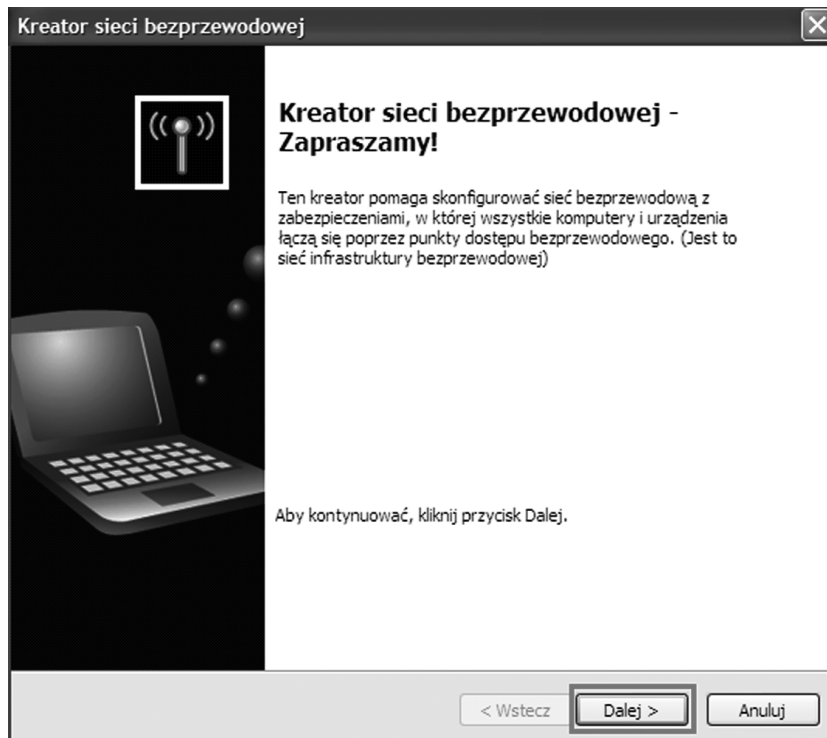 Kreator sieci bezprzewodowej
Kreator sieci bezprzewodowej -
Zapraszamy!
Ten kreator pomaga skonfigurować sieć bezprzewodową z
zabezpieczeniami, w której wszystkie komputery i urządzenia
łączą się poprzez punkty dostępu bezprzewodowego. (Jest to
sieć infrastruktury bezprzewodowej)
Aby kontynuować, kliknij przycisk Dalej.
< Wstecz
Dalej >
Anuluj